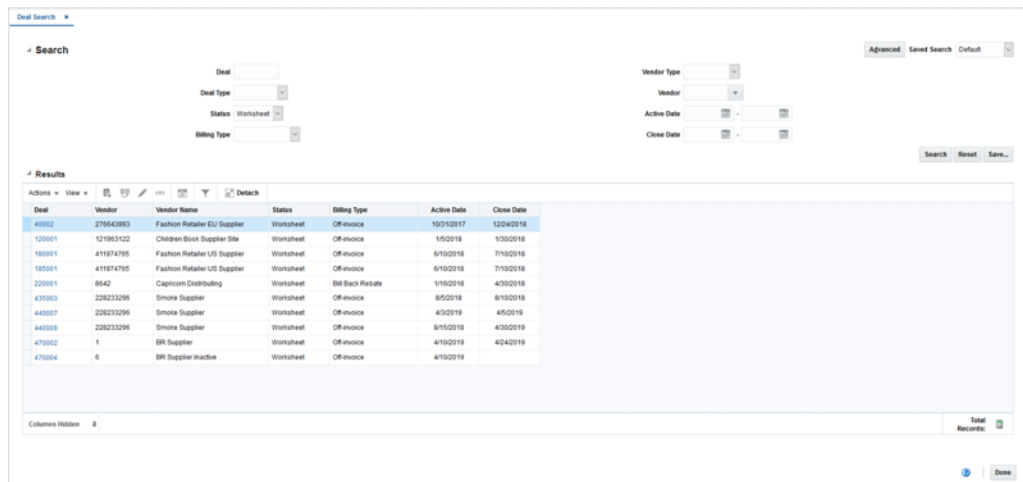 Deal Search ×
Search
Advanced Saved Search Default
Deal
Vendor Type
Deal Type
Vendor
Status Worksheet
Active Date -
Billing Type
Close Date -
Search Reset Save...
Results
Actions View Detach
Deal Vendor Vendor Name Status Billing Type Active Date Close Date
40002 276643993 Fashion Retailer EU Supplier Worksheet Off-invoice 10/31/2017 12/24/2018
120001 121963122 Children Book Supplier Site Worksheet Off-invoice 1/5/2018 1/30/2018
180001 411974765 Fashion Retailer US Supplier Worksheet Off-invoice 6/10/2018 7/10/2018
185001 411974765 Fashion Retailer US Supplier Worksheet Off-invoice 6/10/2018 7/10/2018
220001 8642 Capricorn Distributing Worksheet Bill Back Rebate 1/16/2018 4/30/2018
435003 228233296 Smoke Supplier Worksheet Off-invoice 8/5/2018 8/10/2018
440007 228233296 Smoke Supplier Worksheet Off-invoice 4/3/2019 4/5/2019
440009 228233296 Smoke Supplier Worksheet Off-invoice 8/15/2018 4/30/2019
470002 1 BR Supplier Worksheet Off-invoice 4/10/2019 4/24/2019
470004 6 BR Supplier Inactive Worksheet Off-invoice 4/10/2019
Columns Hidden 8
Total Records:
Done